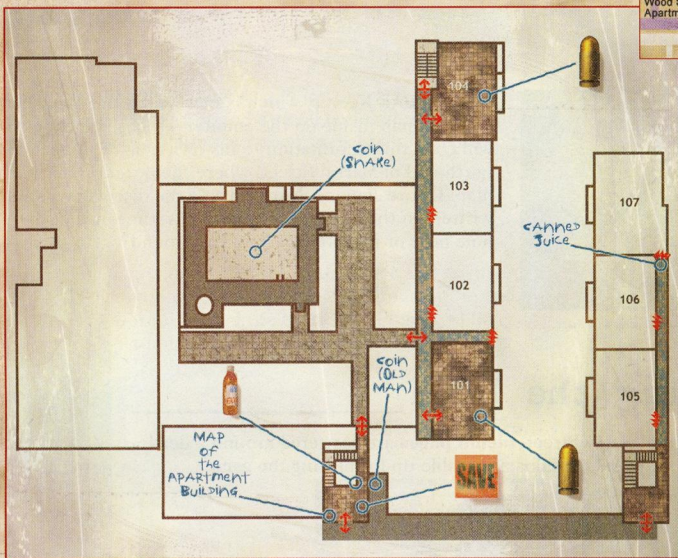 Wood S
Apartm
104
coin
(SNAKE)
103
107
CANNED
Juice
102
106
coin
(OLD
MAN)
101
105
MAP
OF
the
APARTMENT
BUILDING
SAVE